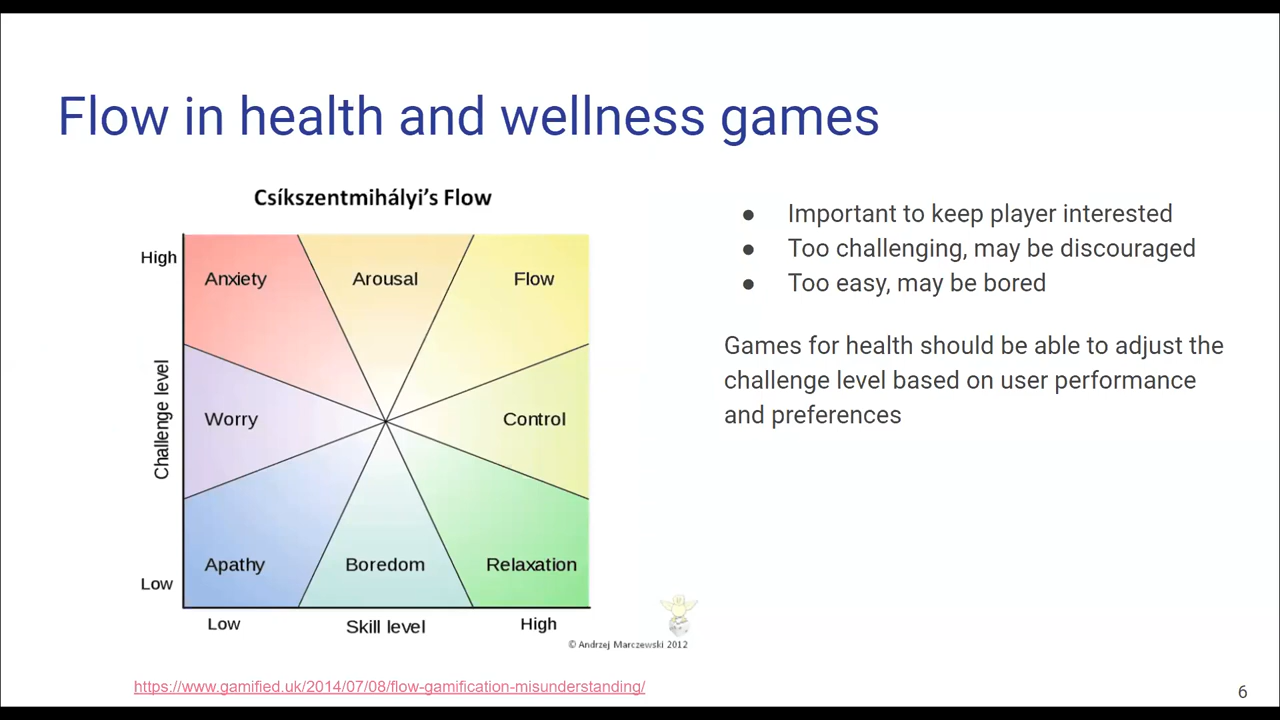 Flow in health and wellness games
Csíkszentmihályi's Flow
High
Anxiety
Arousal
Flow
Challenge level
Worry
Control
Apathy
Boredom
Relaxation
Low
Low
Skill level
High
© Andrzej Marczewski 2012
https://www.gamified.uk/2014/07/08/flow-gamification-misunderstanding/
● Important to keep player interested
● Too challenging, may be discouraged
● Too easy, may be bored
Games for health should be able to adjust the
challenge level based on user performance
and preferences
6